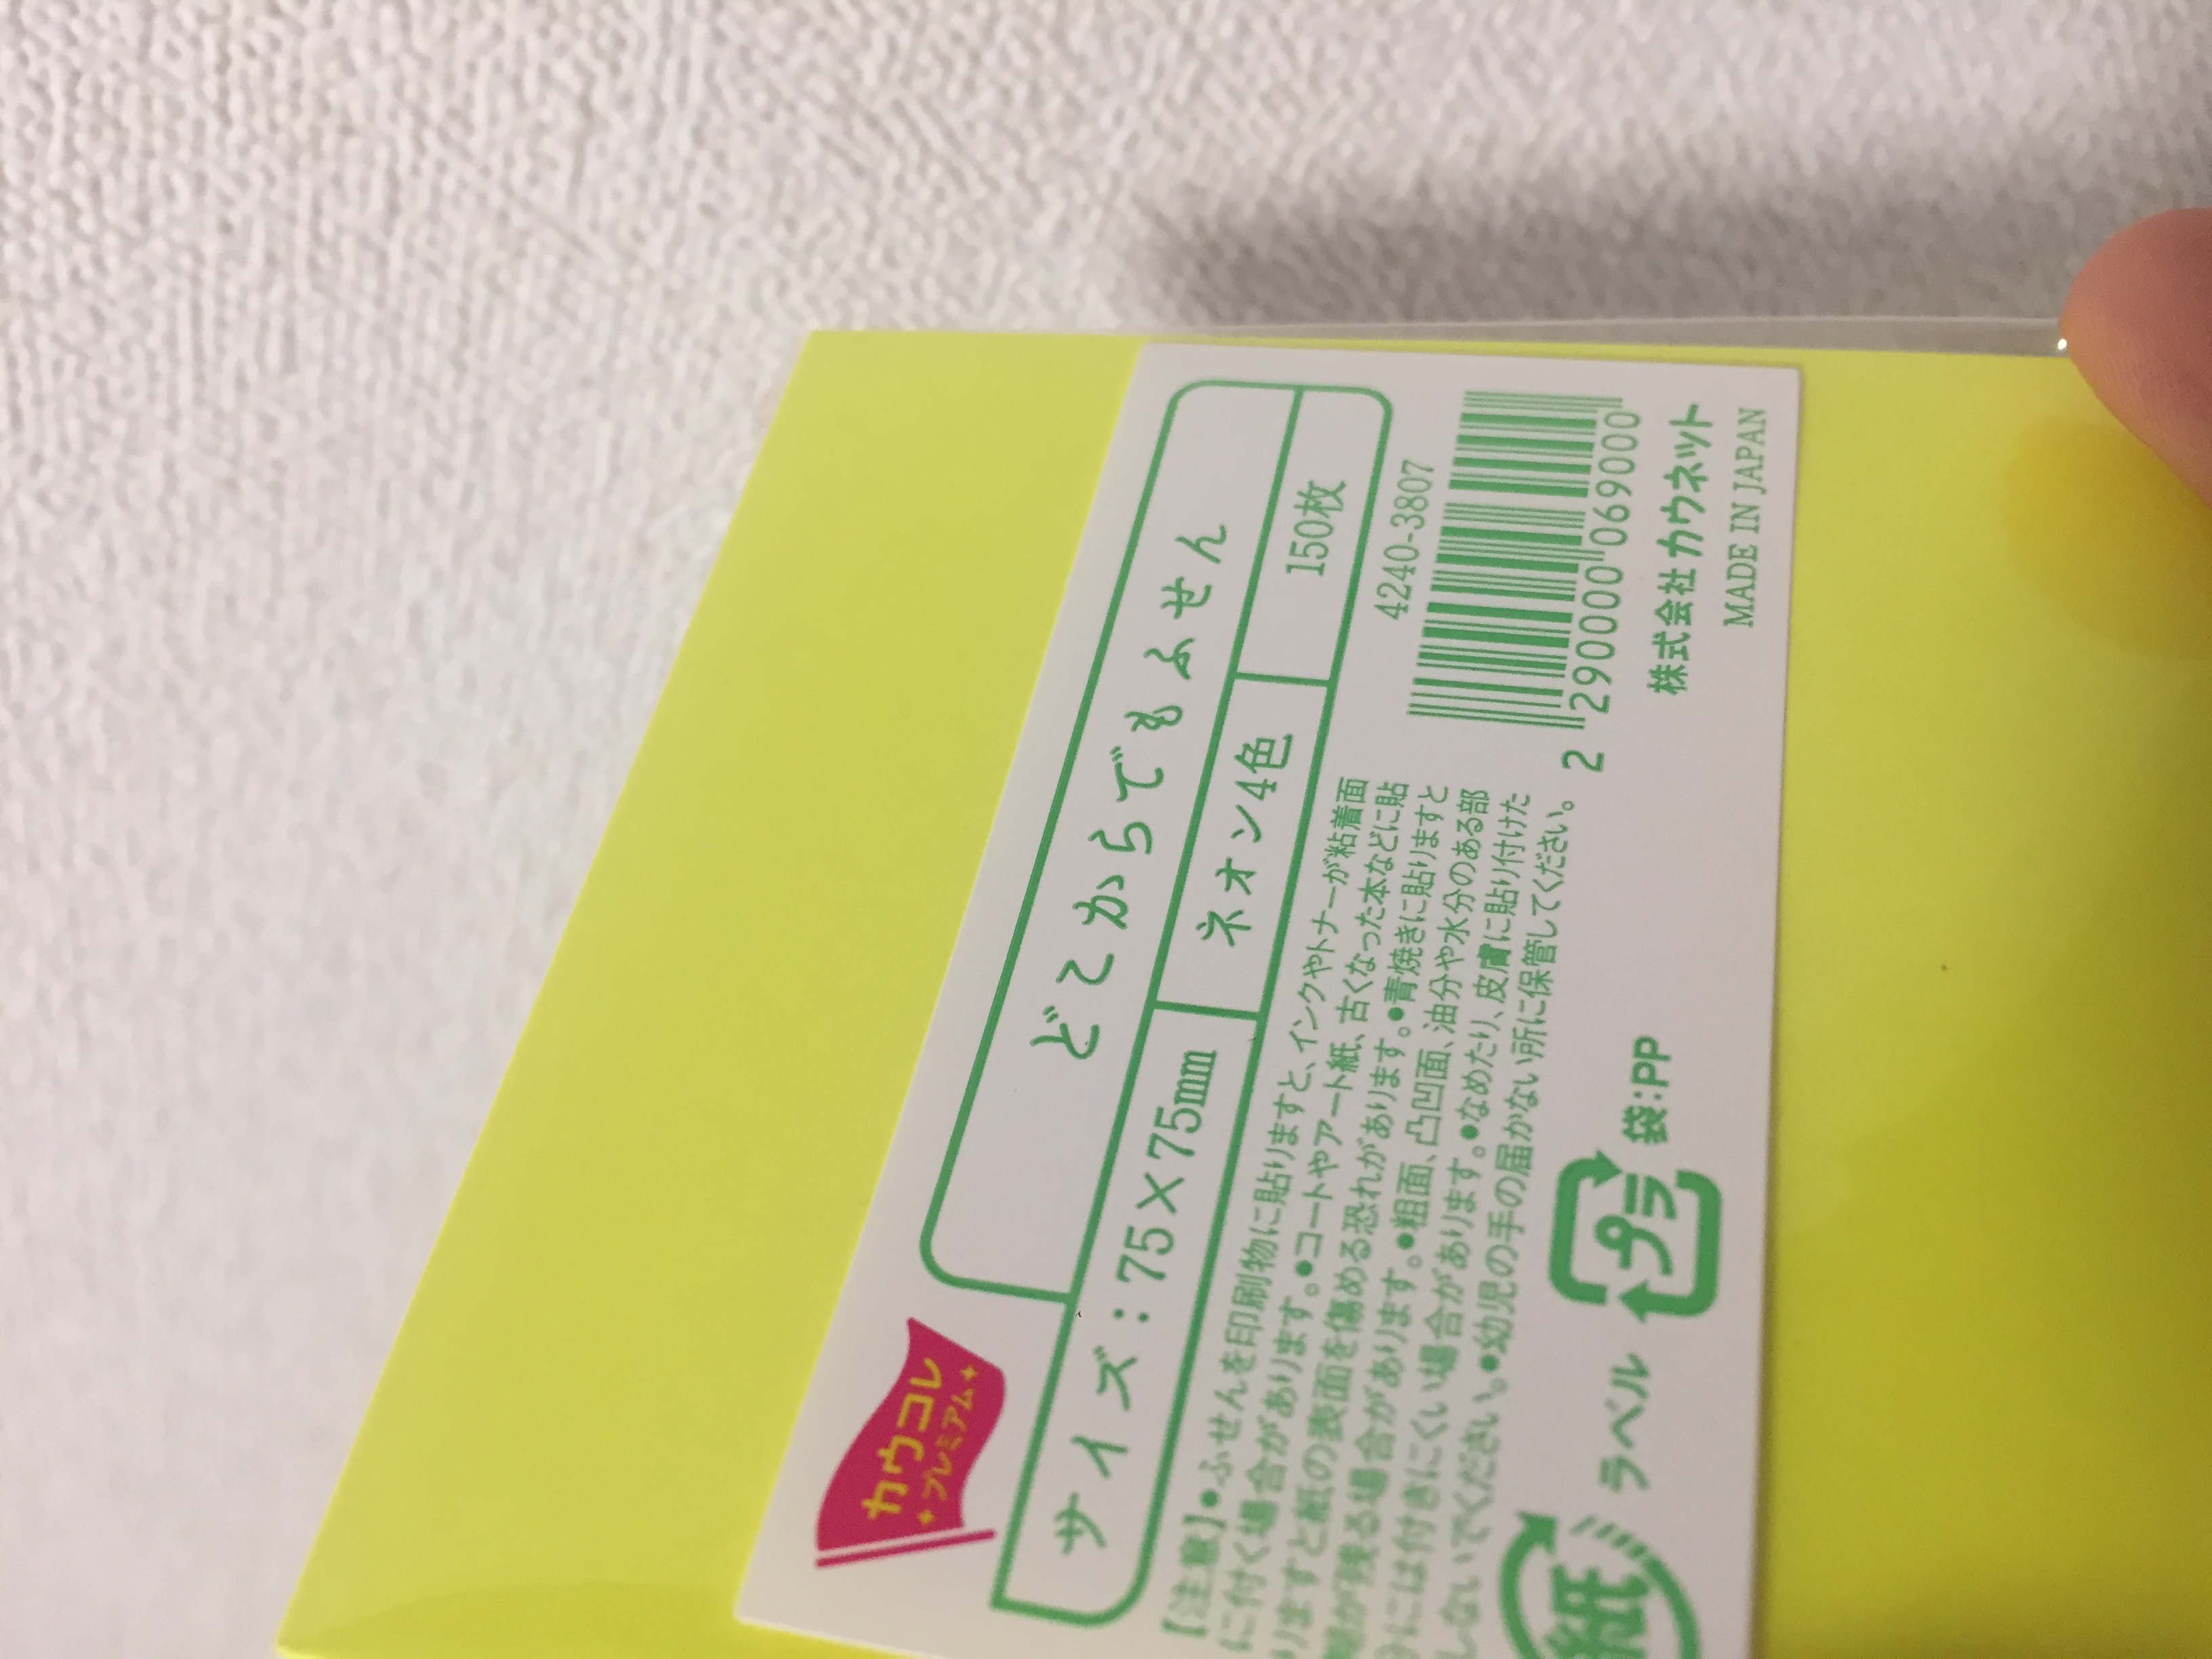 カウコレ
プレミアム
どこからでもふせん
サイズ：75×75mm
ネオン4色
150枚
【注意】●ふせんを印刷物に貼りますと、インクやトナーが粘着面
に付く場合があります。●コートやアート紙、古くなった本などに貼
りますと紙の表面を傷める恐れがあります。●青焼きに貼りますと
が残る場合があります。●粗面、凸凹面、油分や水分のある部
分には付きにくい場合があります。●なめたり、皮膚に貼り付けた
しないでください。●幼児の手の届かない所に保管してください。
4240-3807
2 290000 069000
株式会社カウネット
MADE IN JAPAN
紙
ラベル
プラ
袋:PP